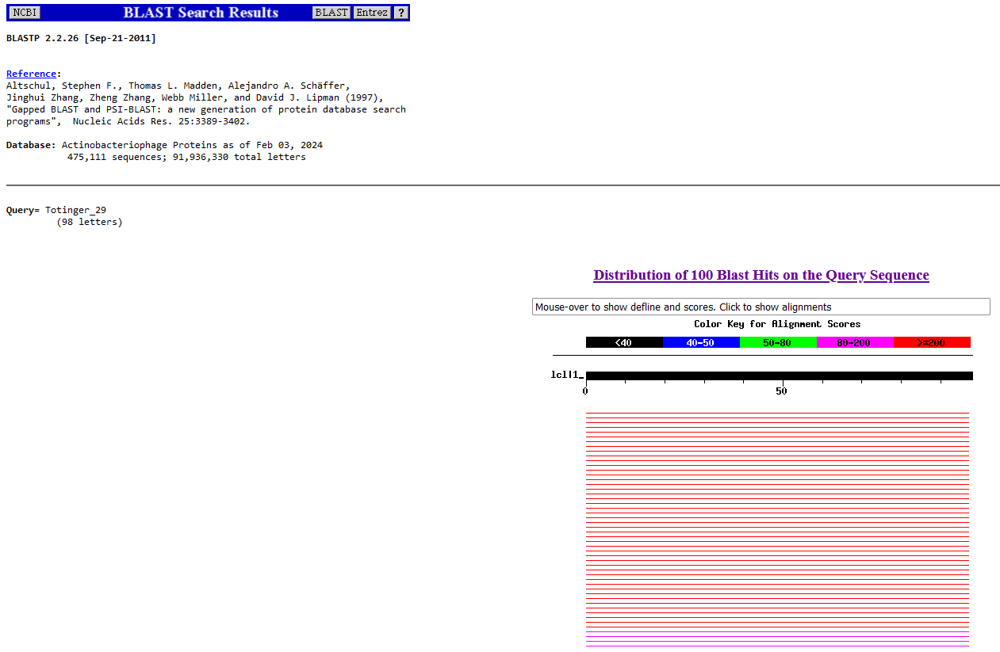 NCBI BLAST Search Results BLAST Entrez ?
BLASTP 2.2.26 [Sep-21-2011]
Reference:
Altschul, Stephen F., Thomas L. Madden, Alejandro A. Schäffer,
Jinghui Zhang, Zheng Zhang, Webb Miller, and David J. Lipman (1997),
"Gapped BLAST and PSI-BLAST: a new generation of protein database search
programs",  Nucleic Acids Res. 25:3389-3402.
Database: Actinobacteriophage Proteins as of Feb 03, 2024
475,111 sequences; 91,936,330 total letters
Query= Totinger_29
(98 letters)
Distribution of 100 Blast Hits on the Query Sequence
Mouse-over to show defline and scores. Click to show alignments
Color Key for Alignment Scores
<40 40-50 50-80 80-200 >=200
lcl|1_
0 50